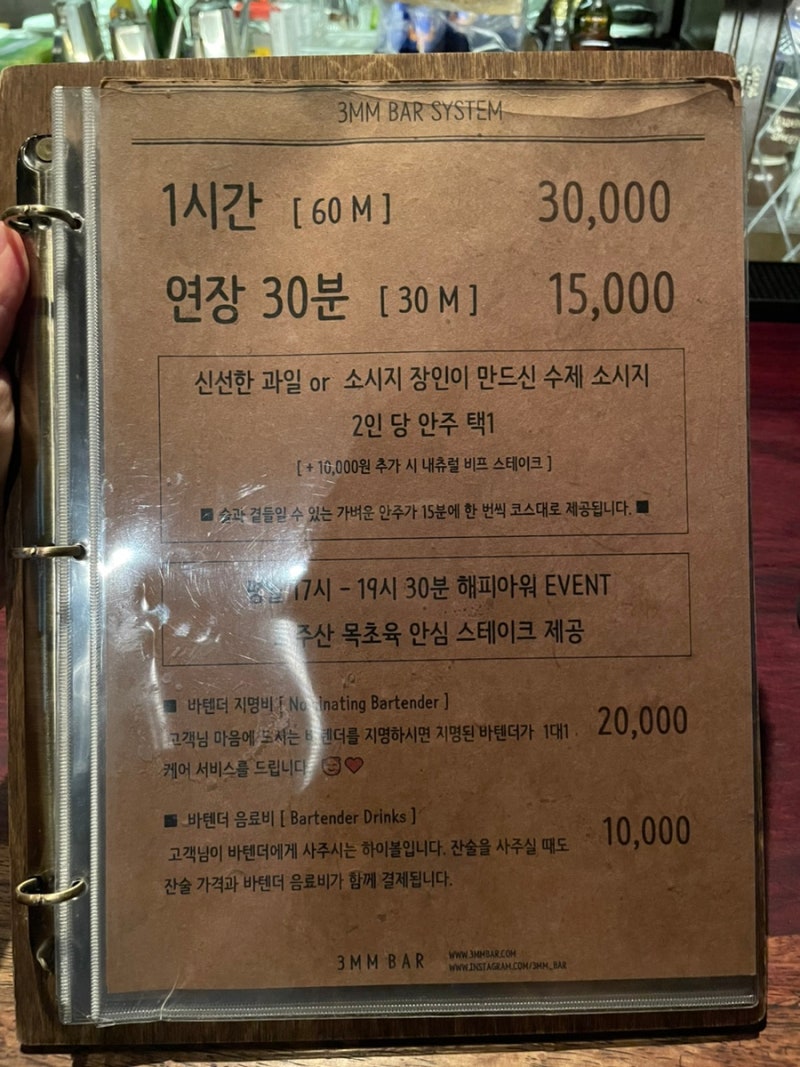 3MM BAR SYSTEM
1시간 [ 60 M ] 30,000
연장 30분 [ 30 M ] 15,000
신선한 과일 or 소시지 장인이 만드신 수제 소시지
2인 당 안주 택1
[ + 10,000원 추가 시 내츄럴 비프 스테이크 ]
술과 곁들일 수 있는 가벼운 안주가 15분에 한 번씩 코스대로 제공됩니다.
평일 17시 - 19시 30분 해피아워 EVENT
목초육 안심 스테이크 제공
바텐더 지명비 [ Nominating Bartender ] 20,000
고객님 마음에 드시는 바텐더를 지명하시면 지명된 바텐더가 1대1
케어 서비스를 드립니다
바텐더 음료비 [ Bartender Drinks ] 10,000
고객님이 바텐더에게 사주시는 하이볼입니다. 잔술을 사주실 때도
잔술 가격과 바텐더 음료비가 함께 결제됩니다.
3MM BAR
WWW.3MMBAR.COM
WWW.INSTAGRAM.COM/3MM_BAR